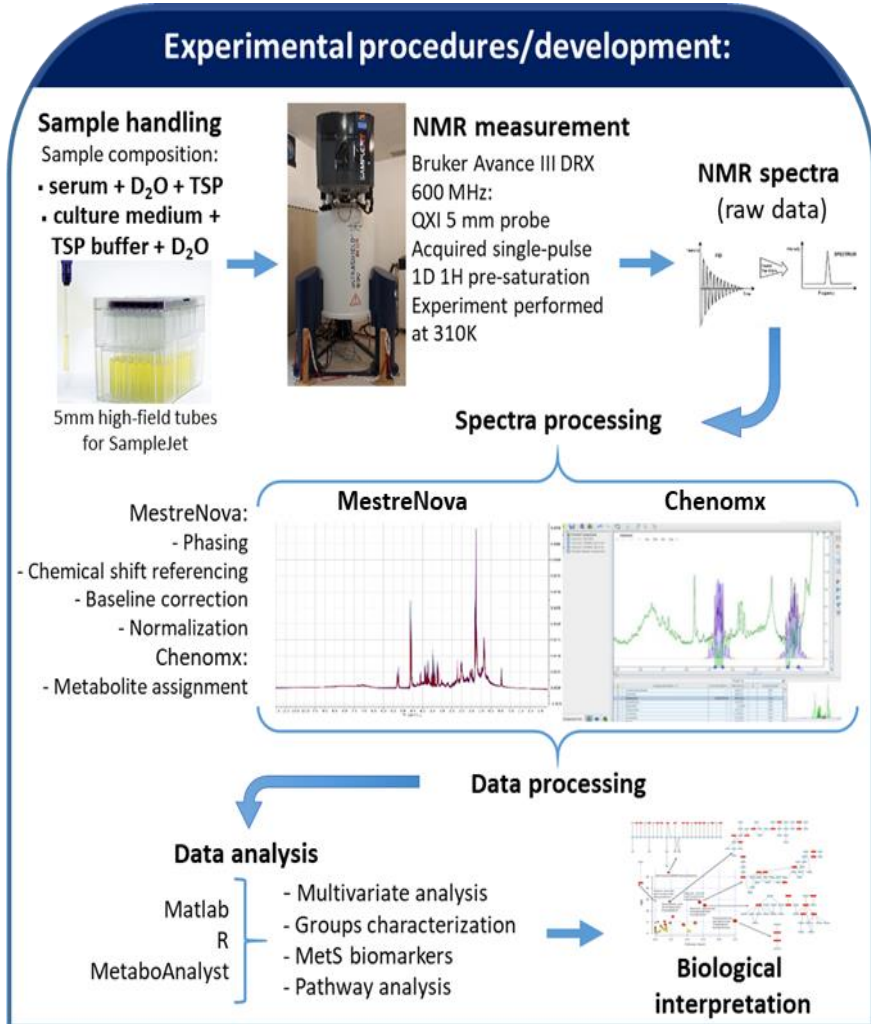 Experimental procedures/development:
Sample handling
Sample composition:
· serum + D₂O + TSP
· culture medium +
TSP buffer + D₂O
5mm high-field tubes
for SampleJet
NMR measurement
Bruker Avance III DRX
600 MHz:
QXI 5 mm probe
Acquired single-pulse
1D 1H pre-saturation
Experiment performed
at 310K
ULTRASHIELD
NMR spectra
(raw data)
SPECTRUM
Spectra processing
MestreNova:
- Phasing
- Chemical shift referencing
- Baseline correction
- Normalization
Chenomx:
- Metabolite assignment
MestreNova
Chenomx
Data processing
Data analysis
Matlab
R
MetaboAnalyst
- Multivariate analysis
- Groups characterization
- MetS biomarkers
- Pathway analysis
Biological
interpretation